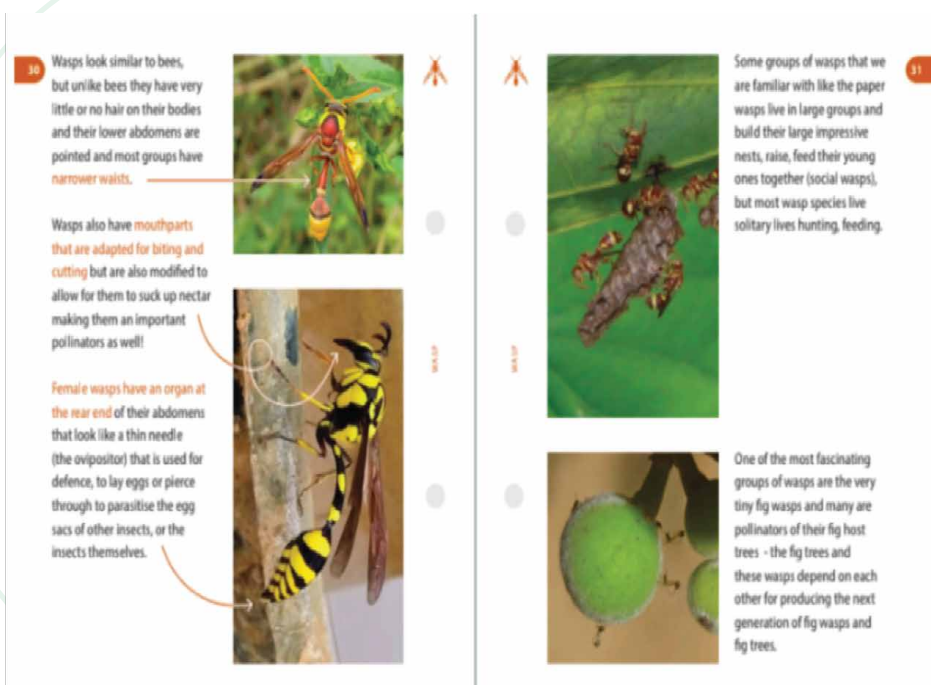 30
Wasps look similar to bees,
but unlike bees they have very
little or no hair on their bodies
and their lower abdomens are
pointed and most groups have
narrower waists.
Wasps also have mouthparts
that are adapted for biting and
cutting but are also modified to
allow for them to suck up nectar
making them an important
pollinators as well!
Female wasps have an organ at
the rear end of their abdomens
that look like a thin needle
(the ovipositor) that is used for
defence, to lay eggs or pierce
through to parasitise the egg
sacs of other insects, or the
insects themselves.
WASP
WASP
31
Some groups of wasps that we
are familiar with like the paper
wasps live in large groups and
build their large impressive
nests, raise, feed their young
ones together (social wasps),
but most wasp species live
solitary lives hunting, feeding.
One of the most fascinating
groups of wasps are the very
tiny fig wasps and many are
pollinators of their fig host
trees - the fig trees and
these wasps depend on each
other for producing the next
generation of fig wasps and
fig trees.